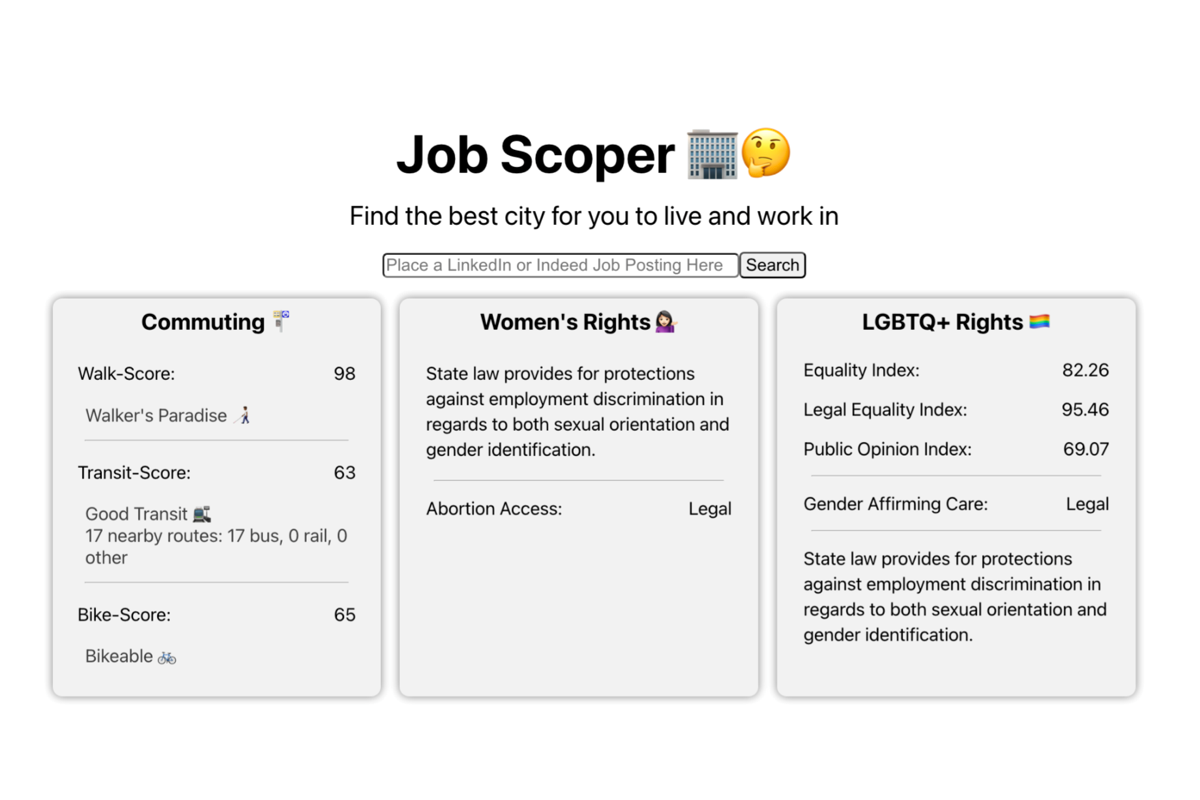 Job Scoper 🏢🤔
Find the best city for you to live and work in
Place a LinkedIn or Indeed Job Posting Here
Search
Commuting 🚏
Walk-Score: 98
Walker's Paradise 👨🏻‍🦯
Transit-Score: 63
Good Transit 🚉
17 nearby routes: 17 bus, 0 rail, 0
other
Bike-Score: 65
Bikeable 🚲
Women's Rights 💁🏻‍♀️
State law provides for protections
against employment discrimination in
regards to both sexual orientation and
gender identification.
Abortion Access: Legal
LGBTQ+ Rights 🏳️‍🌈
Equality Index: 82.26
Legal Equality Index: 95.46
Public Opinion Index: 69.07
Gender Affirming Care: Legal
State law provides for protections
against employment discrimination in
regards to both sexual orientation and
gender identification.